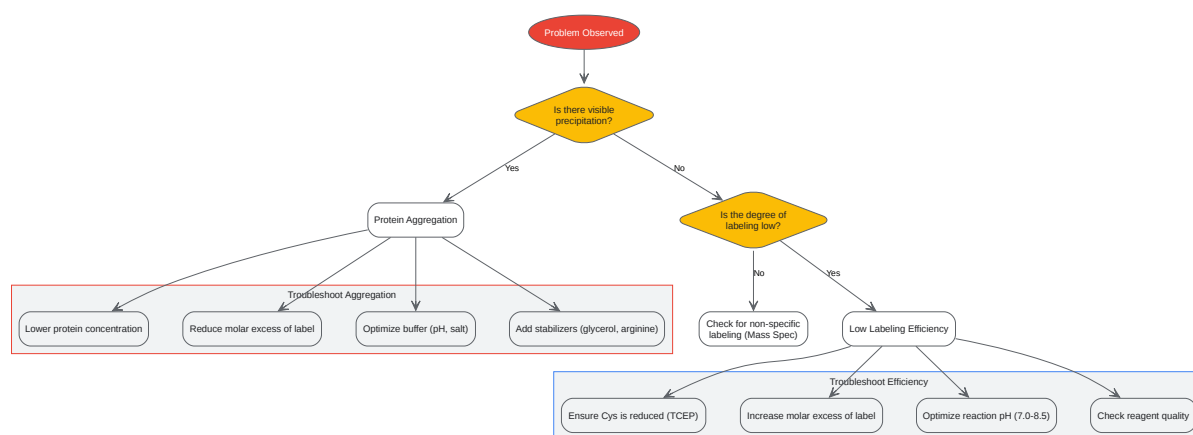 Problem Observed
Is there visible
precipitation?
Yes
No
Protein Aggregation
Is the degree of
labeling low?
No
Yes
Troubleshoot Aggregation
Lower protein concentration
Reduce molar excess of label
Optimize buffer (pH, salt)
Add stabilizers (glycerol, arginine)
Check for non-specific
labeling (Mass Spec)
Low Labeling Efficiency
Troubleshoot Efficiency
Ensure Cys is reduced (TCEP)
Increase molar excess of label
Optimize reaction pH (7.0-8.5)
Check reagent quality